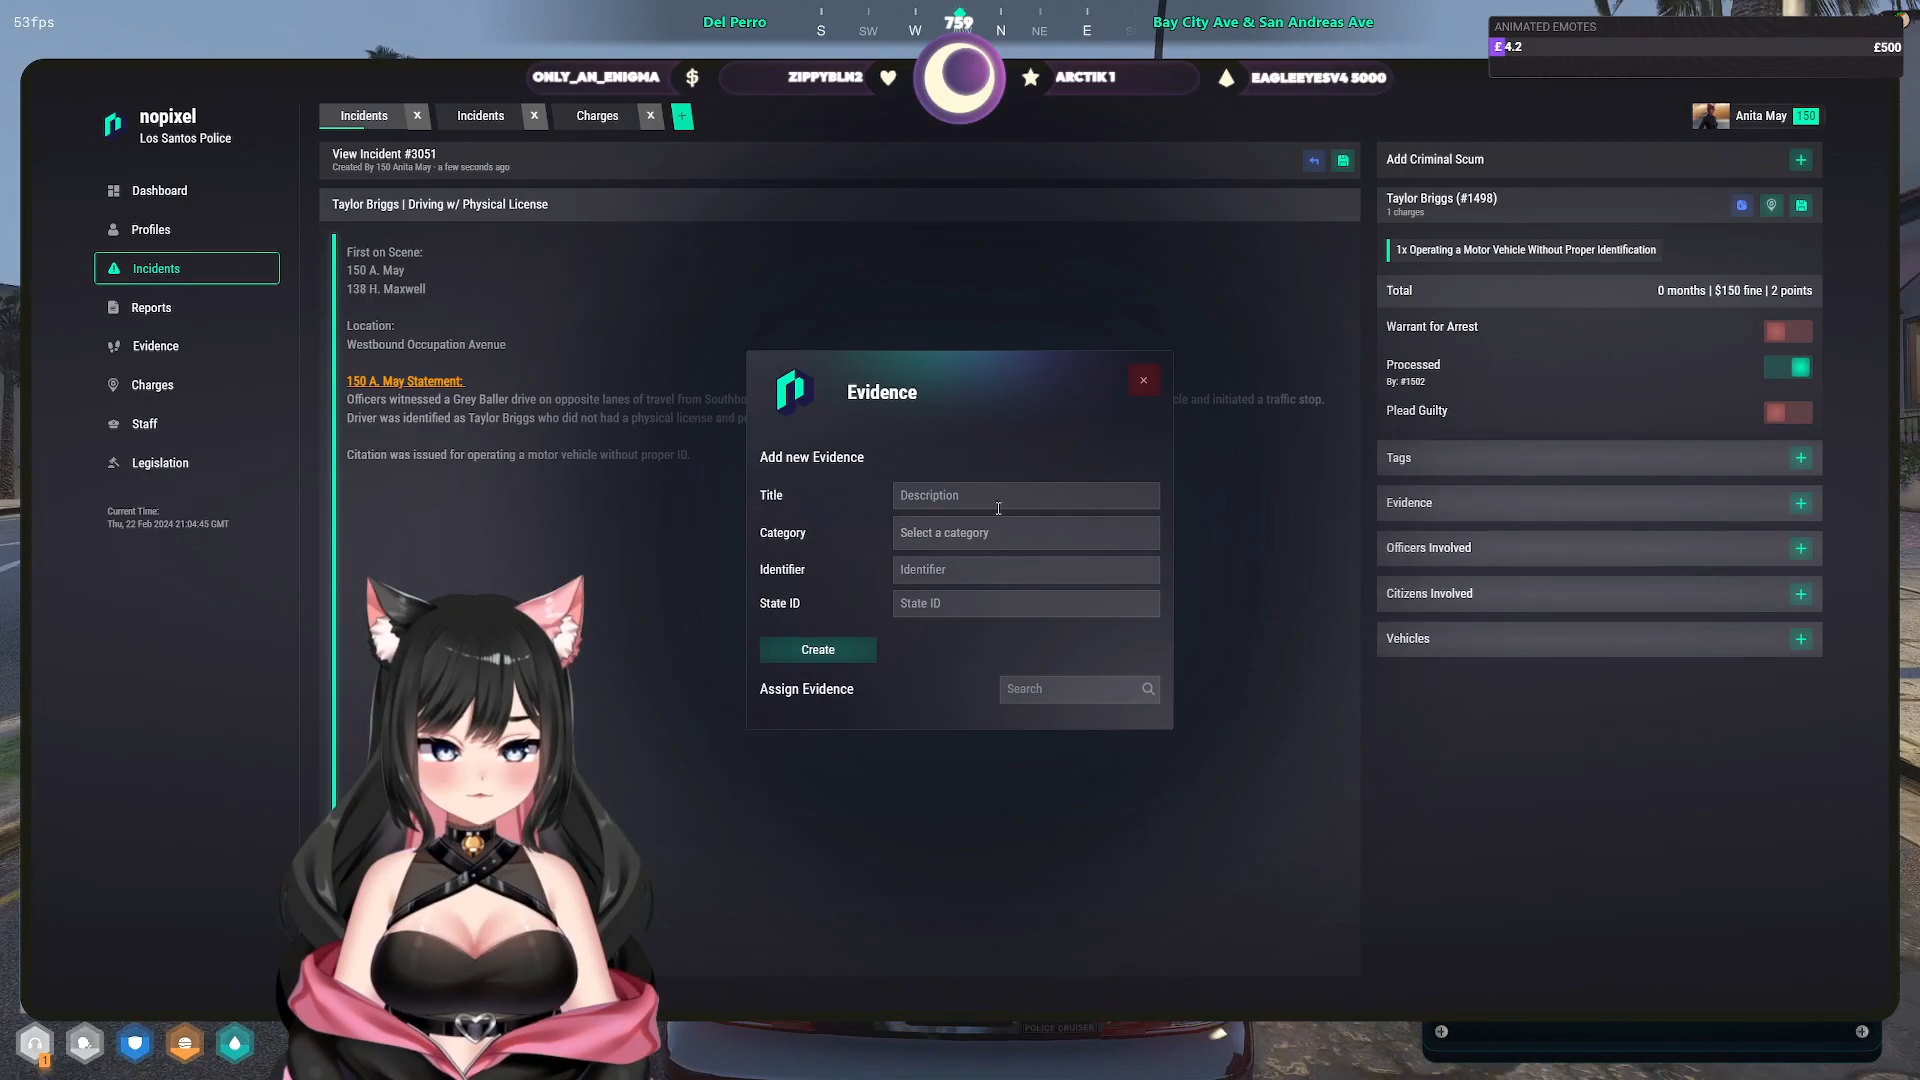 53fps
Del Perro
759
Bay City Ave & San Andreas Ave
S SW W N NE E
ANIMATED EMOTES
£ 4.2 £500
ONLY_AN_ENIGMA
ZIPPYBLN2
ARCTIK 1
EAGLEEYESV4 5000
nopixel
Los Santos Police
Dashboard
Profiles
Incidents
Reports
Evidence
Charges
Staff
Legislation
Current Time:
Thu, 22 Feb 2024 21:04:45 GMT
Incidents x
Incidents x
Charges x
+
Anita May 150
View Incident #3051
Created By 150 Anita May · a few seconds ago
Taylor Briggs | Driving w/ Physical License
First on Scene:
150 A. May
138 H. Maxwell
Location:
Westbound Occupation Avenue
150 A. May Statement:
Officers witnessed a Grey Baller drive on opposite lanes of travel from Southbo
cle and initiated a traffic stop.
Driver was identified as Taylor Briggs who did not had a physical license and p
Citation was issued for operating a motor vehicle without proper ID.
Evidence
×
Add new Evidence
Title Description
Category Select a category
Identifier Identifier
State ID State ID
Create
Assign Evidence Search
Add Criminal Scum +
Taylor Briggs (#1498)
1 charges
1x Operating a Motor Vehicle Without Proper Identification
Total 0 months | $150 fine | 2 points
Warrant for Arrest
Processed
By: #1502
Plead Guilty
Tags +
Evidence +
Officers Involved +
Citizens Involved +
Vehicles +
1
POLICE CRUISER